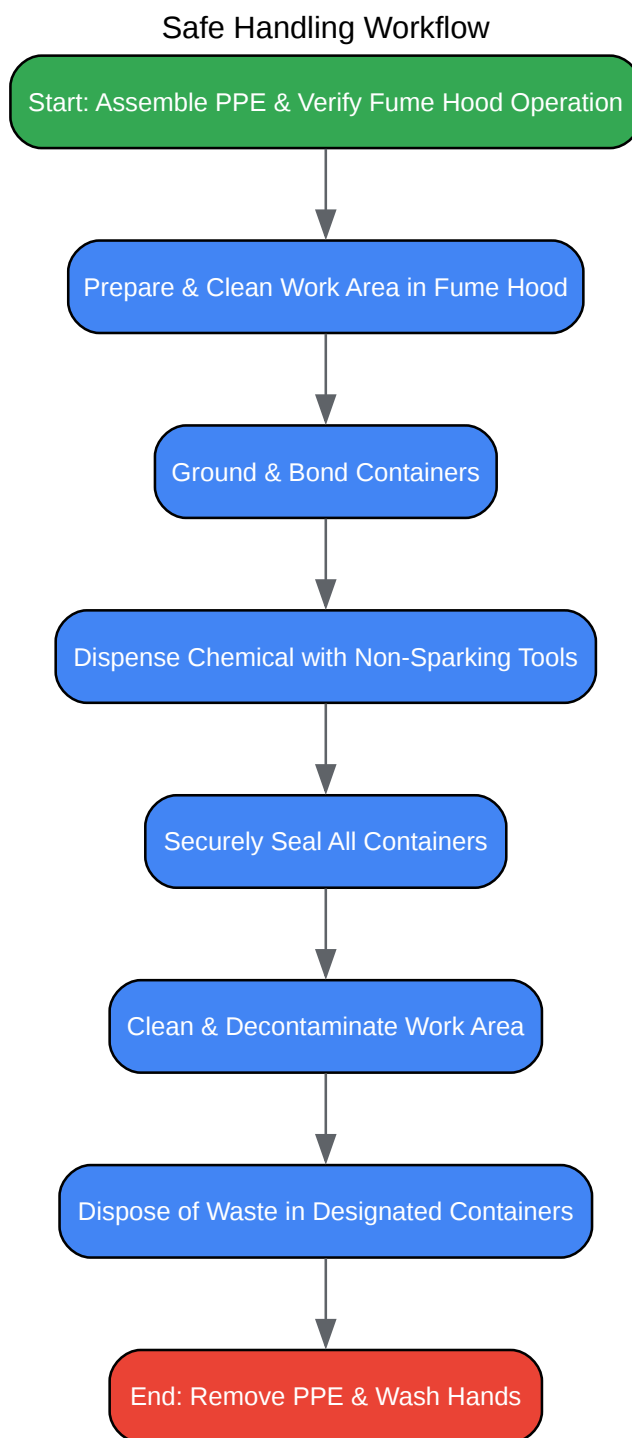 Safe Handling Workflow
Start: Assemble PPE & Verify Fume Hood Operation
Prepare & Clean Work Area in Fume Hood
Ground & Bond Containers
Dispense Chemical with Non-Sparking Tools
Securely Seal All Containers
Clean & Decontaminate Work Area
Dispose of Waste in Designated Containers
End: Remove PPE & Wash Hands